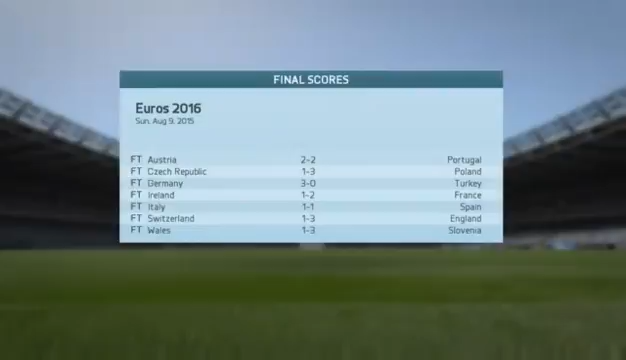 FINAL SCORES
Euros 2016
Sun. Aug 9, 2015
FT Austria 2-2 Portugal
FT Czech Republic 1-3 Poland
FT Germany 3-0 Turkey
FT Ireland 1-2 France
FT Italy 1-1 Spain
FT Switzerland 1-3 England
FT Wales 1-3 Slovenia